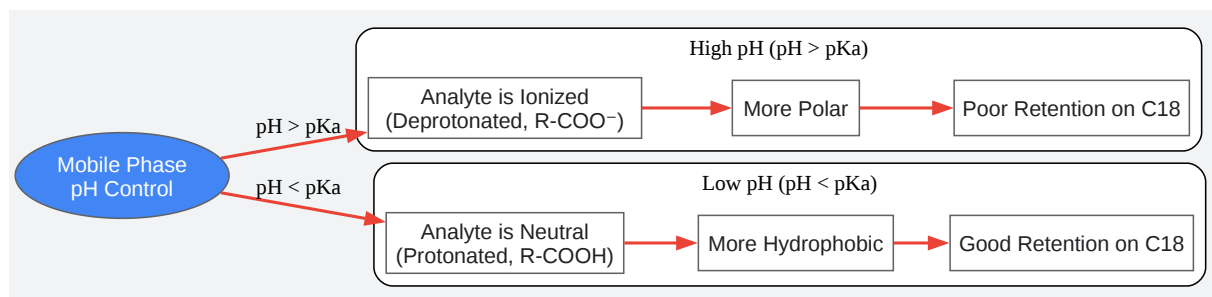 Mobile Phase
pH Control
pH > pKa
pH < pKa
High pH (pH > pKa)
Analyte is Ionized
(Deprotonated, R-COO⁻)
More Polar
Poor Retention on C18
Low pH (pH < pKa)
Analyte is Neutral
(Protonated, R-COOH)
More Hydrophobic
Good Retention on C18